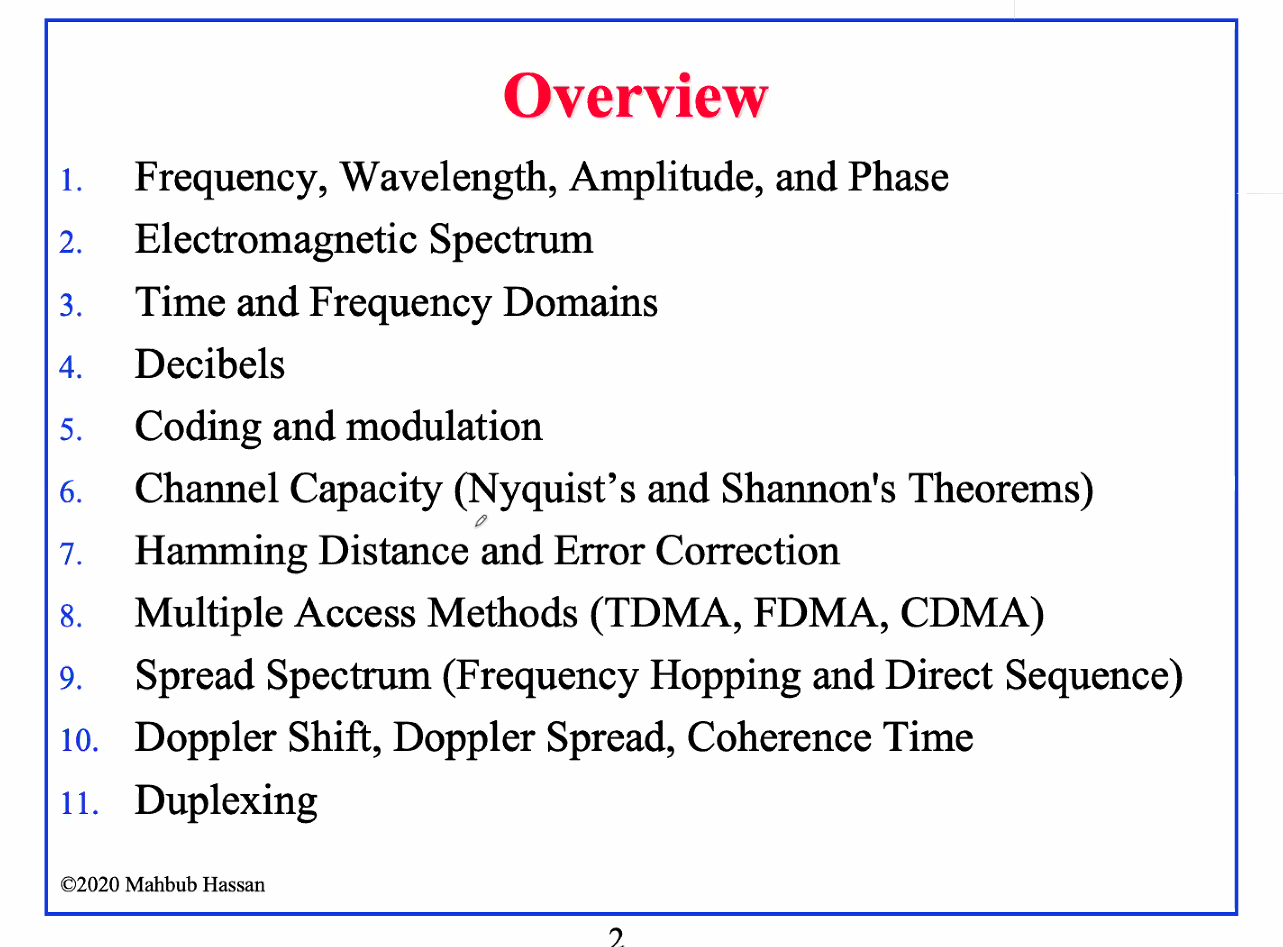 Overview
1. Frequency, Wavelength, Amplitude, and Phase
2. Electromagnetic Spectrum
3. Time and Frequency Domains
4. Decibels
5. Coding and modulation
6. Channel Capacity (Nyquist’s and Shannon's Theorems)
7. Hamming Distance and Error Correction
8. Multiple Access Methods (TDMA, FDMA, CDMA)
9. Spread Spectrum (Frequency Hopping and Direct Sequence)
10. Doppler Shift, Doppler Spread, Coherence Time
11. Duplexing
©2020 Mahbub Hassan
2